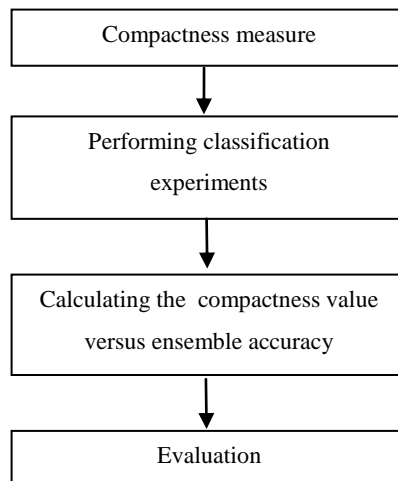 Compactness measure
Performing classification
experiments
Calculating the compactness value
versus ensemble accuracy
Evaluation